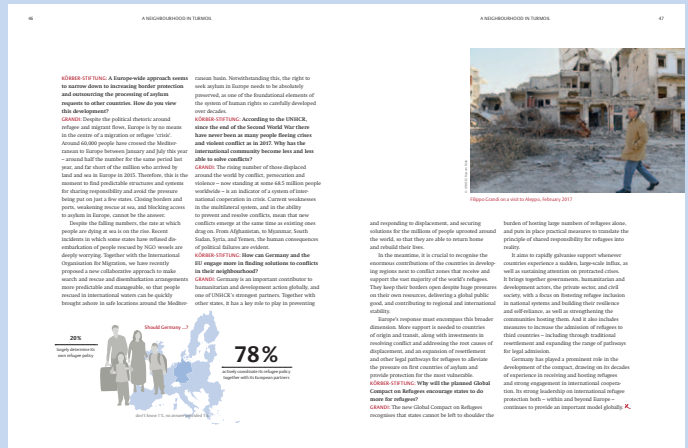 46
A NEIGHBOURHOOD IN TURMOIL
KÖRBER-STIFTUNG: A Europe-wide approach seems
to narrow down to increasing border protection
and outsourcing the processing of asylum
requests to other countries. How do you view
this development?
GRANDI: Despite the political rhetoric around
refugee and migrant flows, Europe is by no means
in the centre of a migration or refugee 'crisis'.
Around 60,000 people have crossed the Mediter-
ranean to Europe between January and July this year
– around half the number for the same period last
year, and far short of the million who arrived by
land and sea in Europe in 2015. Therefore, this is the
moment to find predictable structures and systems
for sharing responsibility and avoid the pressure
being put on just a few states. Closing borders and
ports, weakening rescue at sea, and blocking access
to asylum in Europe, cannot be the answer.
Despite the falling numbers, the rate at which
people are dying at sea is on the rise. Recent
incidents in which some states have refused dis-
embarkation of people rescued by NGO vessels are
deeply worrying. Together with the International
Organisation for Migration, we have recently
proposed a new collaborative approach to make
search and rescue and disembarkation arrangements
more predictable and manageable, so that people
rescued in international waters can be quickly
brought ashore in safe locations around the Mediter-
ranean basin. Notwithstanding this, the right to
seek asylum in Europe needs to be absolutely
preserved, as one of the foundational elements of
the system of human rights so carefully developed
over decades.
KÖRBER-STIFTUNG: According to the UNHCR,
since the end of the Second World War there
have never been as many people fleeing crises
and violent conflict as in 2017. Why has the
international community become less and less
able to solve conflicts?
GRANDI: The rising number of those displaced
around the world by conflict, persecution and
violence – now standing at some 68.5 million people
worldwide – is an indicator of a system of inter-
national cooperation in crisis. Current weaknesses
in the multilateral system, and in the ability
to prevent and resolve conflicts, mean that new
conflicts emerge at the same time as existing ones
drag on. From Afghanistan, to Myanmar, South
Sudan, Syria, and Yemen, the human consequences
of political failures are evident.
KÖRBER-STIFTUNG: How can Germany and the
EU engage more in finding solutions to conflicts
in their neighbourhood?
GRANDI: Germany is an important contributor to
humanitarian and development action globally, and
one of UNHCR's strongest partners. Together with
other states, it has a key role to play in preventing
Should Germany ...?
20%
largely determine its
own refugee policy
78%
actively coordinate its refugee policy
together with its European partners
don't know 1%, no answer provided 1%
A NEIGHBOURHOOD IN TURMOIL
47
Filippo Grandi on a visit to Aleppo, February 2017
and responding to displacement, and securing
solutions for the millions of people uprooted around
the world, so that they are able to return home
and rebuild their lives.
In the meantime, it is crucial to recognise the
enormous contributions of the countries in develop-
ing regions next to conflict zones that receive and
support the vast majority of the world's refugees.
They keep their borders open despite huge pressures
on their own resources, delivering a global public
good, and contributing to regional and international
stability.
Europe's response must encompass this broader
dimension. More support is needed to countries
of origin and transit, along with investments in
resolving conflict and addressing the root causes of
displacement, and an expansion of resettlement
and other legal pathways for refugees to alleviate
the pressure on first countries of asylum and
provide protection for the most vulnerable.
KÖRBER-STIFTUNG: Why will the planned Global
Compact on Refugees encourage states to do
more for refugees?
GRANDI: The new Global Compact on Refugees
recognises that states cannot be left to shoulder the
burden of hosting large numbers of refugees alone,
and puts in place practical measures to translate the
principle of shared responsibility for refugees into
reality.
It aims to rapidly galvanise support whenever
countries experience a sudden, large-scale influx, as
well as sustaining attention on protracted crises.
It brings together governments, humanitarian and
development actors, the private sector, and civil
society, with a focus on fostering refugee inclusion
in national systems and building their resilience
and self-reliance, as well as strengthening the
communities hosting them. And it also includes
measures to increase the admission of refugees to
third countries – including through traditional
resettlement and expanding the range of pathways
for legal admission.
Germany has played a prominent role in the
development of the compact, drawing on its decades
of experience in receiving and hosting refugees
and strong engagement in international coopera-
tion. Its strong leadership on international refugee
protection both – within and beyond Europe –
continues to provide an important model globally.